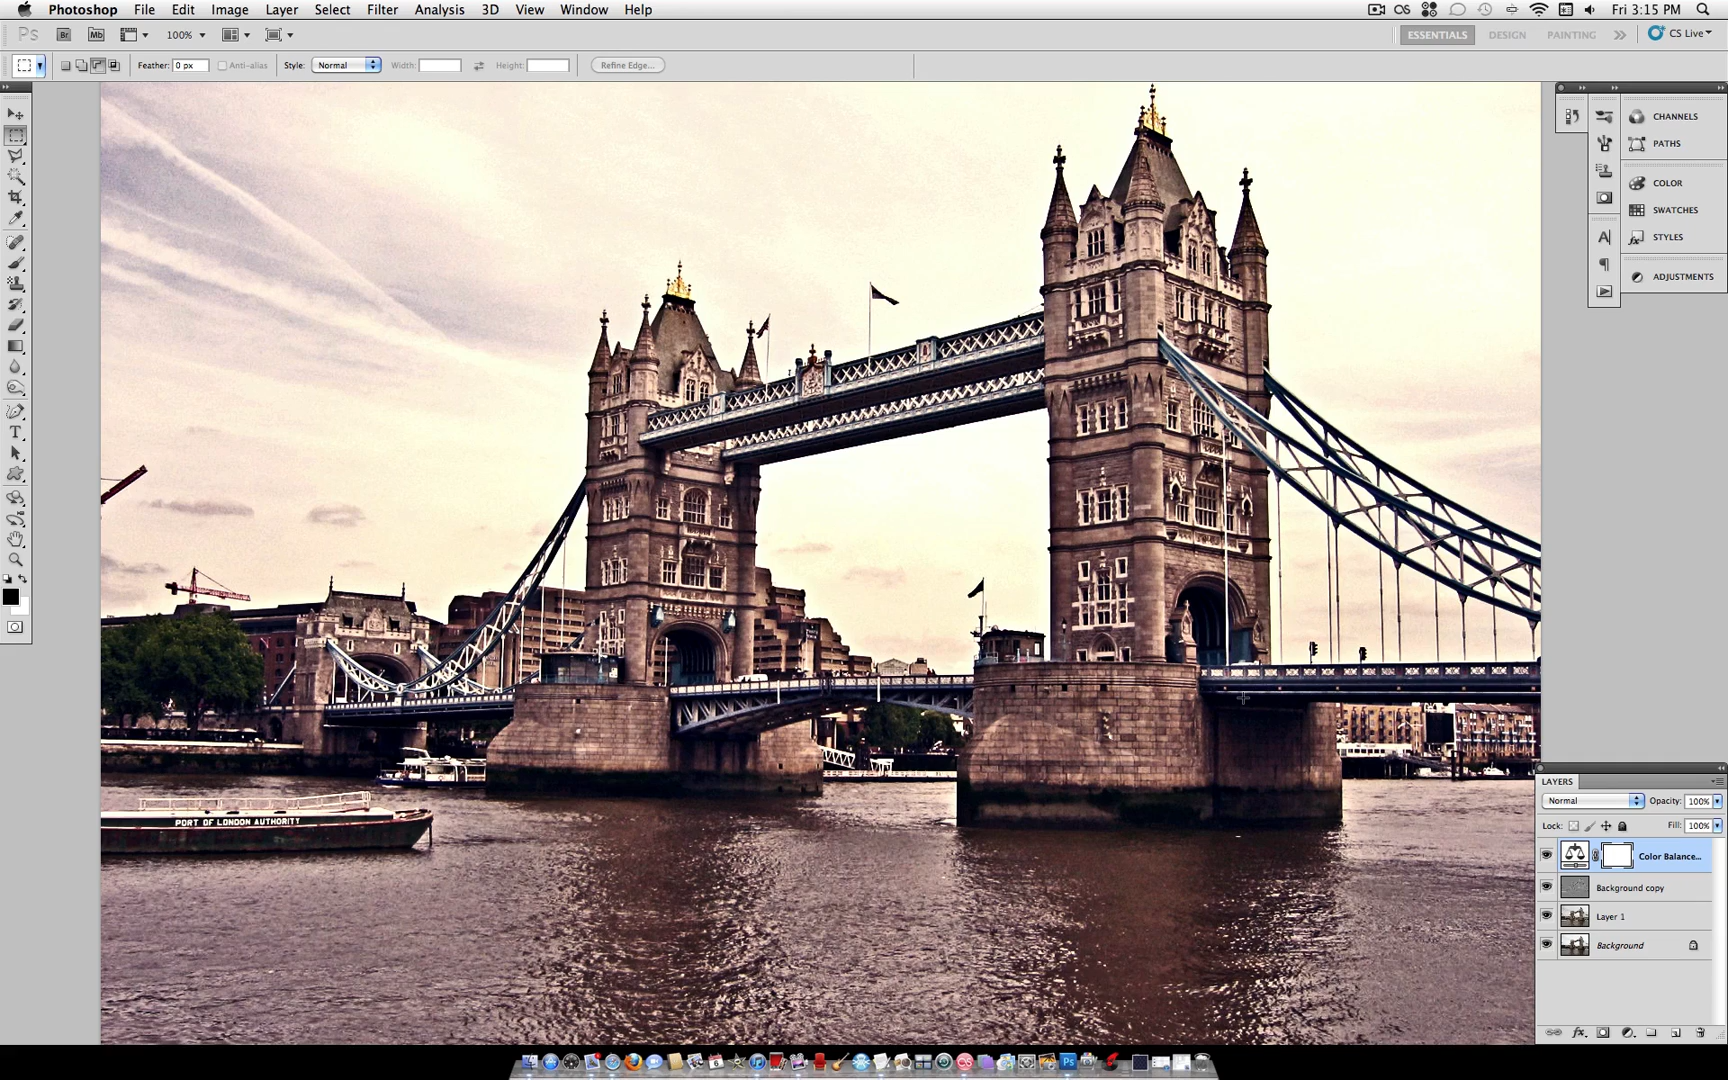 Photoshop File Edit Image Layer Select Filter Analysis 3D View Window Help Fri 3:15 PM
Ps Br Mb 100% ESSENTIALS DESIGN PAINTING CS Live
Feather: 0 px Anti-alias Style: Normal Width: Height: Refine Edge...
CHANNELS
PATHS
COLOR
SWATCHES
STYLES
ADJUSTMENTS
PORT OF LONDON AUTHORITY
LAYERS
Normal Opacity: 100%
Lock: Fill: 100%
Color Balance...
Background copy
Layer 1
Background